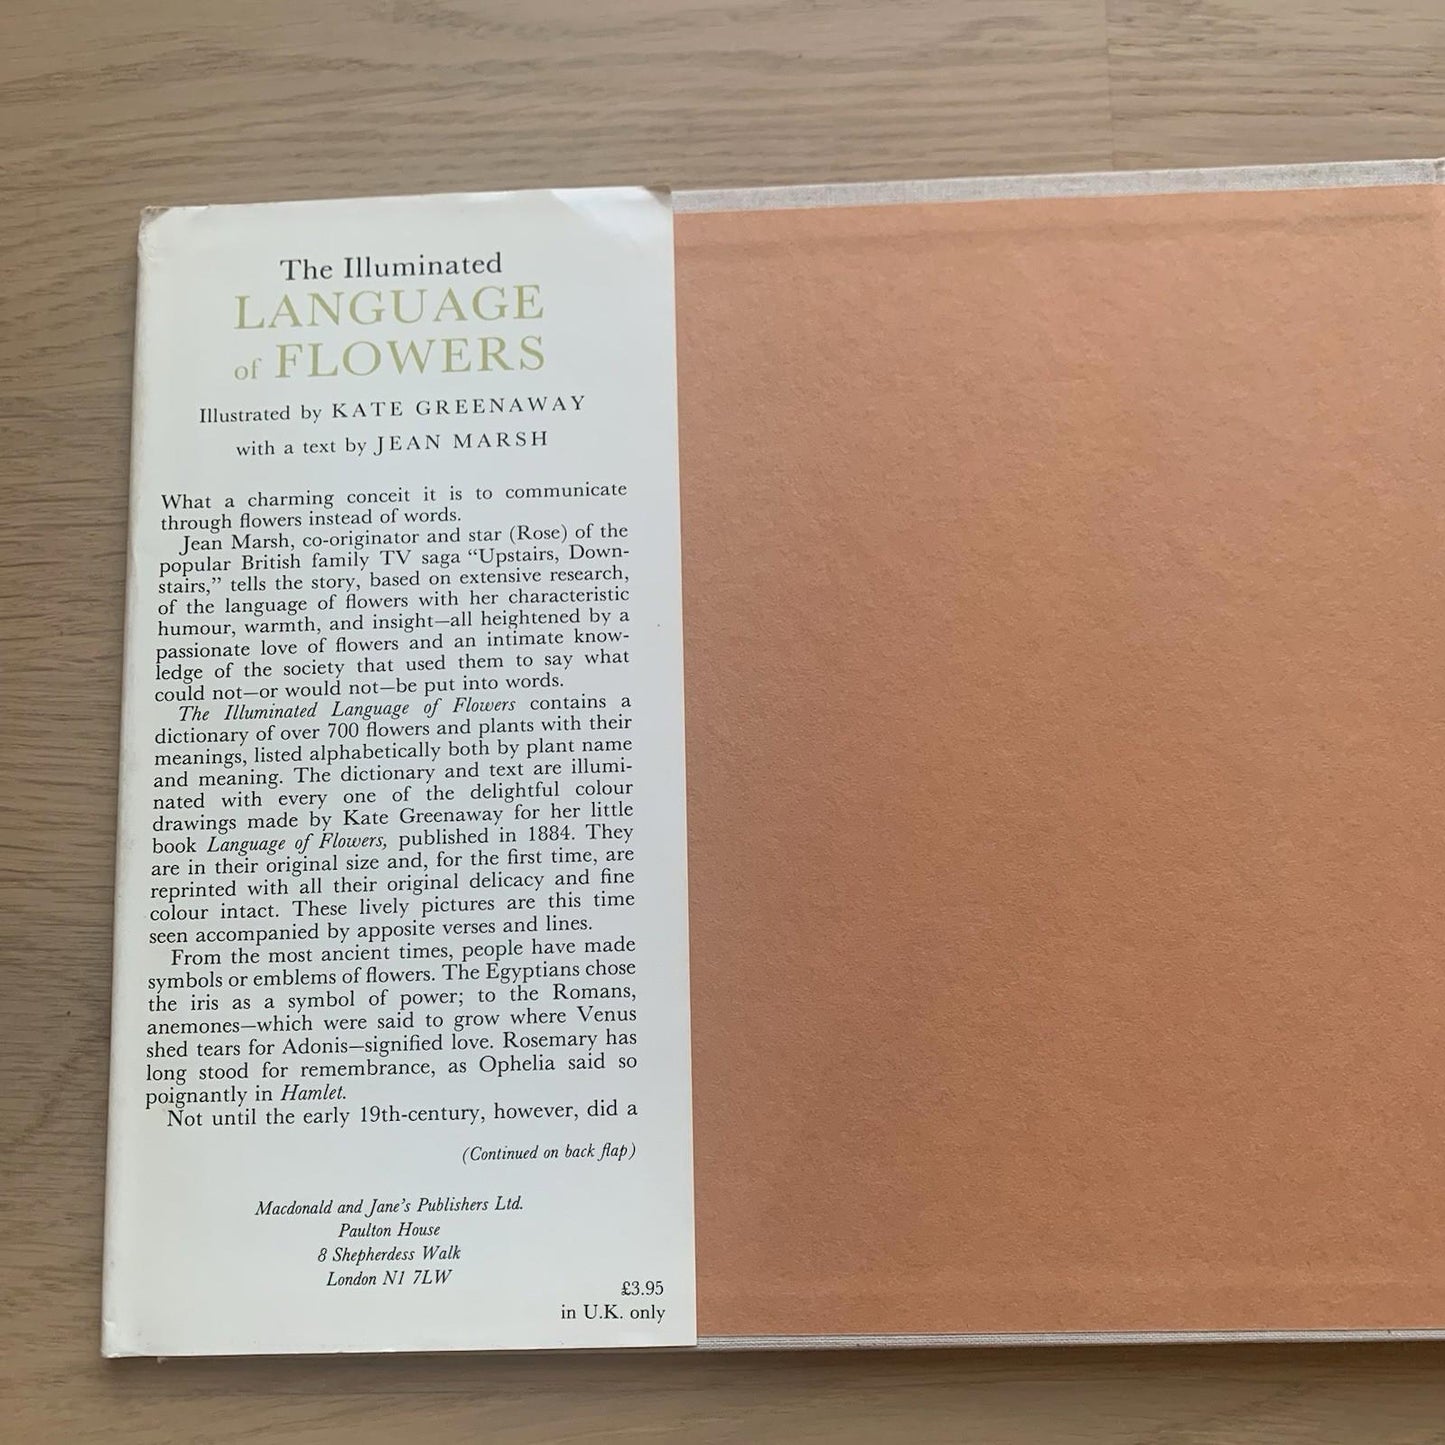 The Illuminated
LANGUAGE
of FLOWERS
Illustrated by KATE GREENAWAY
with a text by JEAN MARSH
What a charming conceit it is to communicate
through flowers instead of words.
Jean Marsh, co-originator and star (Rose) of the
popular British family TV saga “Upstairs, Down-
stairs,” tells the story, based on extensive research,
of the language of flowers with her characteristic
humour, warmth, and insight—all heightened by a
passionate love of flowers and an intimate know-
ledge of the society that used them to say what
could not—or would not—be put into words.
The Illuminated Language of Flowers contains a
dictionary of over 700 flowers and plants with their
meanings, listed alphabetically both by plant name
and meaning. The dictionary and text are illumi-
nated with every one of the delightful colour
drawings made by Kate Greenaway for her little
book Language of Flowers, published in 1884. They
are in their original size and, for the first time, are
reprinted with all their original delicacy and fine
colour intact. These lively pictures are this time
seen accompanied by apposite verses and lines.
From the most ancient times, people have made
symbols or emblems of flowers. The Egyptians chose
the iris as a symbol of power; to the Romans,
anemones—which were said to grow where Venus
shed tears for Adonis—signified love. Rosemary has
long stood for remembrance, as Ophelia said so
poignantly in Hamlet.
Not until the early 19th-century, however, did a
(Continued on back flap)
Macdonald and Jane’s Publishers Ltd.
Paulton House
8 Shepherdess Walk
London N1 7LW
£3.95
in U.K. only